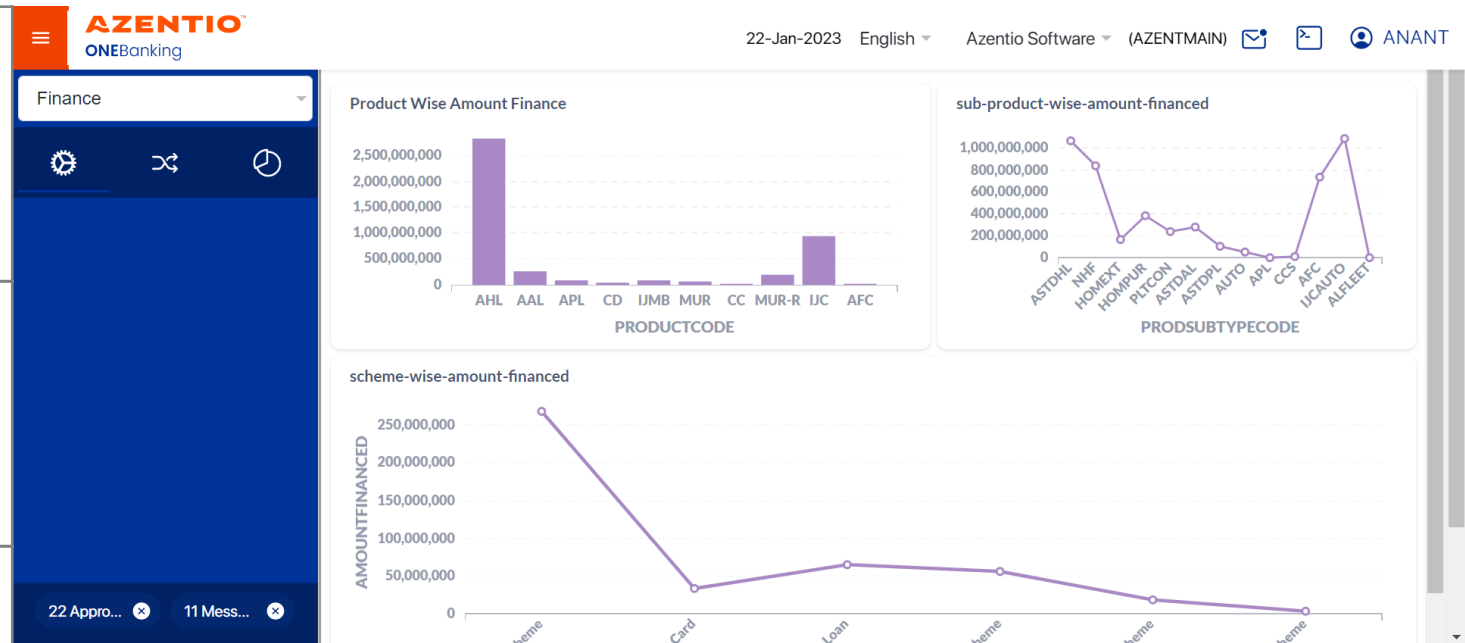 AZENTIO™
ONEBanking
22-Jan-2023 English Azentio Software (AZENTMAIN) ANANT
Finance
22 Appro... 11 Mess...
Product Wise Amount Finance
2,500,000,000
2,000,000,000
1,500,000,000
1,000,000,000
500,000,000
0
AHL AAL APL CD IJMB MUR CC MUR-R IJC AFC
PRODUCTCODE
sub-product-wise-amount-financed
1,000,000,000
800,000,000
600,000,000
400,000,000
200,000,000
0
ASTDHL NHF HOMEXT HOMPUR PLTCON ASTDAL ASTDPL AUTO APL CCS AFC IJCAUTO ALFLEET
PRODSUBTYPECODE
scheme-wise-amount-financed
AMOUNTFINANCED
250,000,000
200,000,000
150,000,000
100,000,000
50,000,000
0
Card Loan